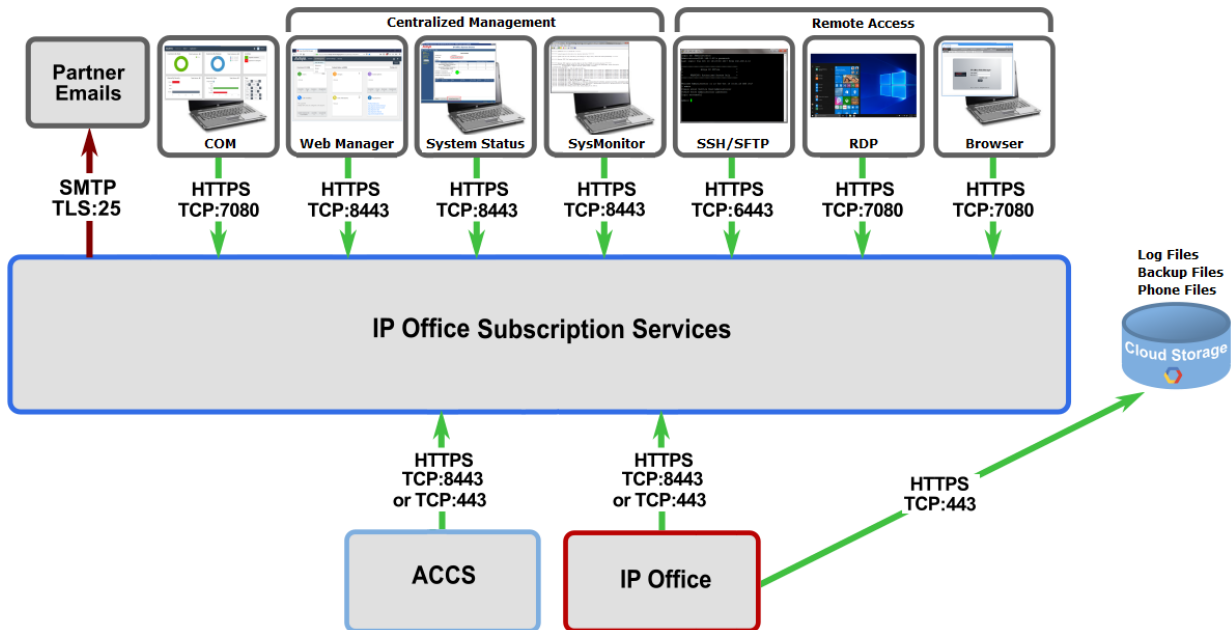 Centralized Management
Remote Access
Partner
Emails
COM
Web Manager
System Status
SysMonitor
SSH/SFTP
RDP
Browser
SMTP
TLS:25
HTTPS
TCP:7080
HTTPS
TCP:8443
HTTPS
TCP:8443
HTTPS
TCP:8443
HTTPS
TCP:6443
HTTPS
TCP:7080
HTTPS
TCP:7080
Log Files
Backup Files
Phone Files
Cloud Storage
IP Office Subscription Services
HTTPS
TCP:8443
or TCP:443
HTTPS
TCP:8443
or TCP:443
HTTPS
TCP:443
ACCS
IP Office